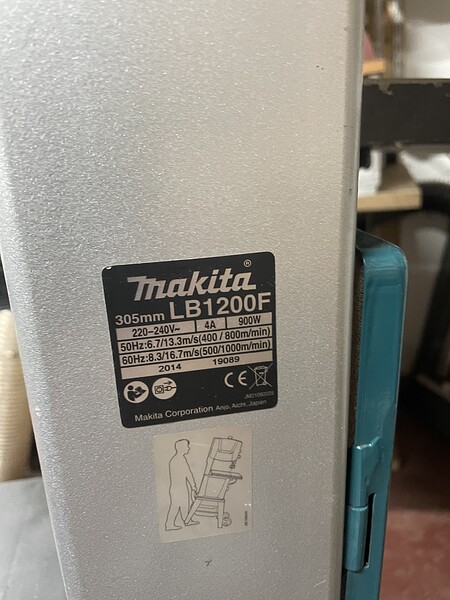 makita®
305mm LB1200F
220-240V~ 4A 900W
50Hz:6.7/13.3m/s(400/800m/min)
60Hz:8.3/16.7m/s(500/1000m/min)
2014 19089
CE
Makita Corporation Anjo, Aichi, Japan